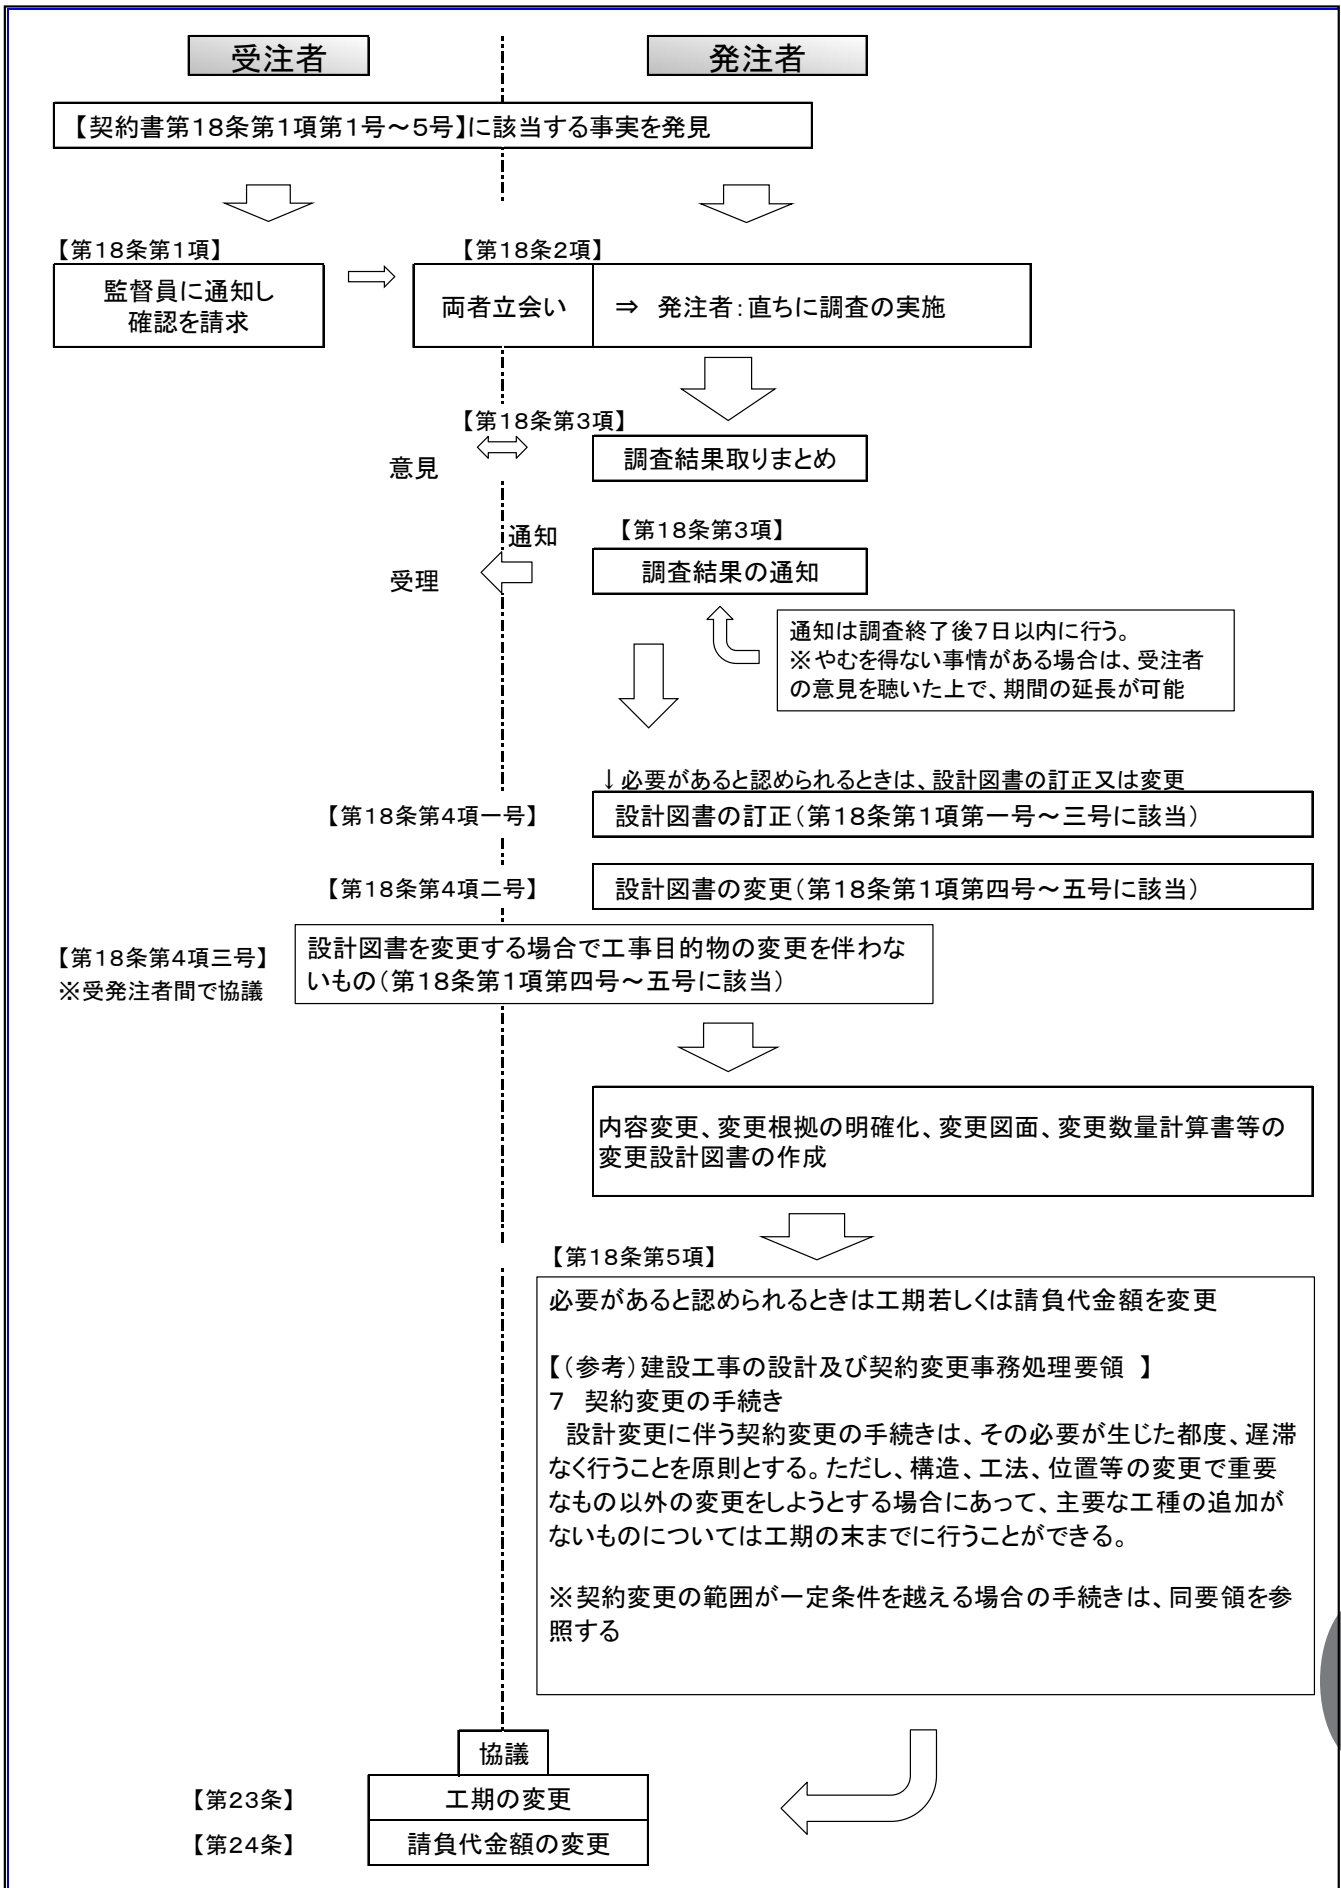 受注者
発注者
【契約書第18条第1項第1号～5号】に該当する事実を発見
【第18条第1項】
【第18条2項】
監督員に通知し
確認を請求
両者立会い
⇒ 発注者:直ちに調査の実施
【第18条第3項】
意見
調査結果取りまとめ
通知
【第18条第3項】
受理
調査結果の通知
通知は調査終了後7日以内に行う。
※やむを得ない事情がある場合は、受注者
の意見を聴いた上で、期間の延長が可能
↓必要があると認められるときは、設計図書の訂正又は変更
【第18条第4項一号】
設計図書の訂正(第18条第1項第一号～三号に該当)
【第18条第4項二号】
設計図書の変更(第18条第1項第四号～五号に該当)
【第18条第4項三号】
※受発注者間で協議
設計図書を変更する場合で工事目的物の変更を伴わな
いもの(第18条第1項第四号～五号に該当)
内容変更、変更根拠の明確化、変更図面、変更数量計算書等の
変更設計図書の作成
【第18条第5項】
必要があると認められるときは工期若しくは請負代金額を変更
【(参考)建設工事の設計及び契約変更事務処理要領 】
7 契約変更の手続き
設計変更に伴う契約変更の手続きは、その必要が生じた都度、遅滞
なく行うことを原則とする。ただし、構造、工法、位置等の変更で重要
なもの以外の変更をしようとする場合にあって、主要な工種の追加が
ないものについては工期の末までに行うことができる。
※契約変更の範囲が一定条件を越える場合の手続きは、同要領を参
照する
協議
【第23条】
工期の変更
【第24条】
請負代金額の変更